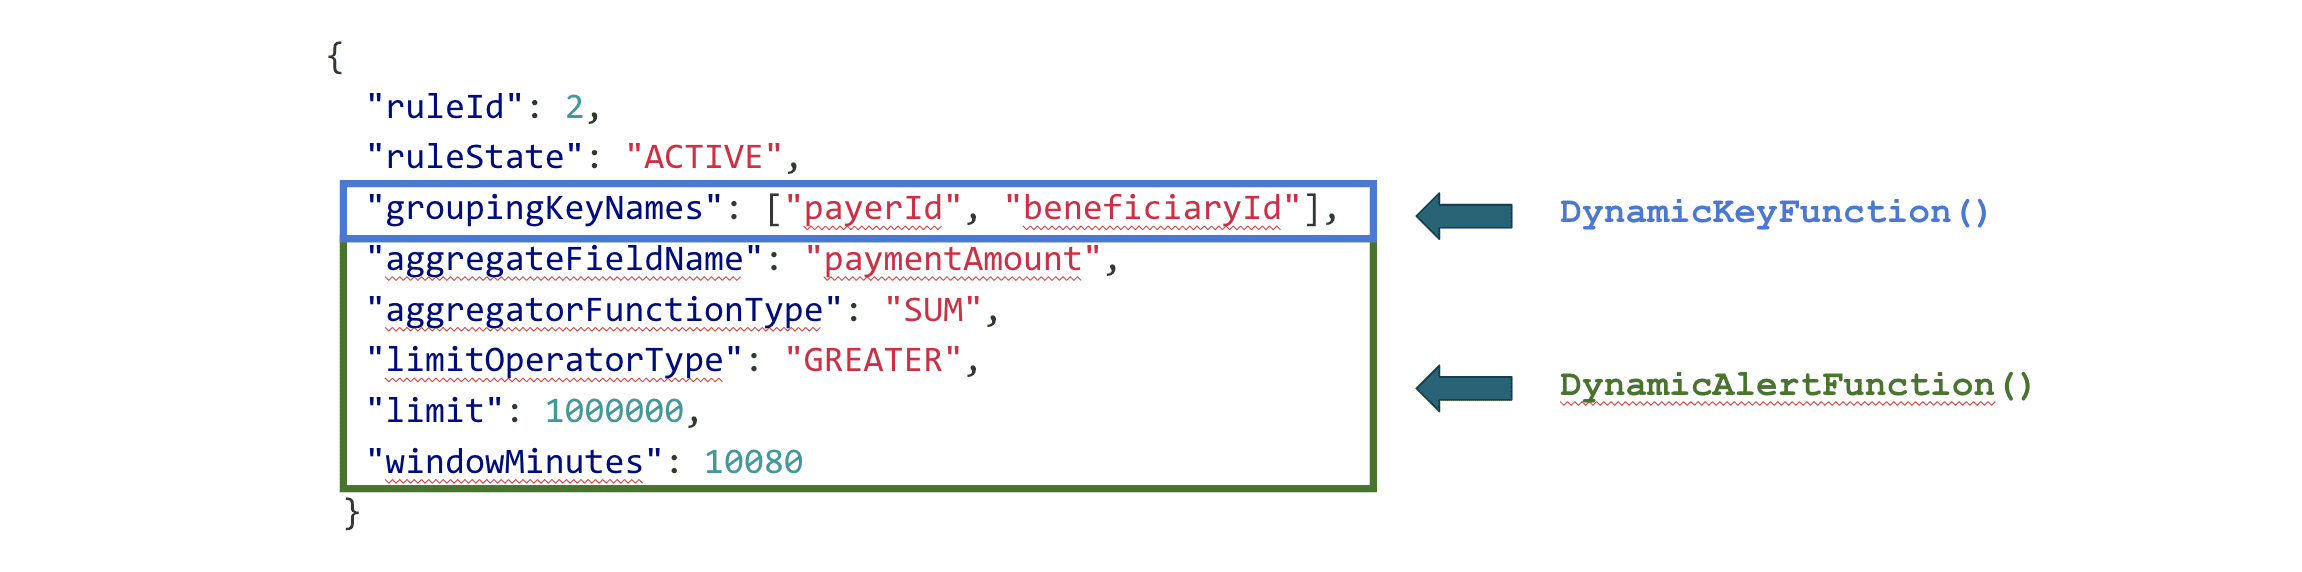 {
"ruleId": 2,
"ruleState": "ACTIVE",
"groupingKeyNames": ["payerId", "beneficiaryId"],
DynamicKeyFunction()
"aggregateFieldName": "paymentAmount",
"aggregatorFunctionType": "SUM",
"limitOperatorType": "GREATER",
DynamicAlertFunction()
"limit": 1000000,
"windowMinutes": 10080
}